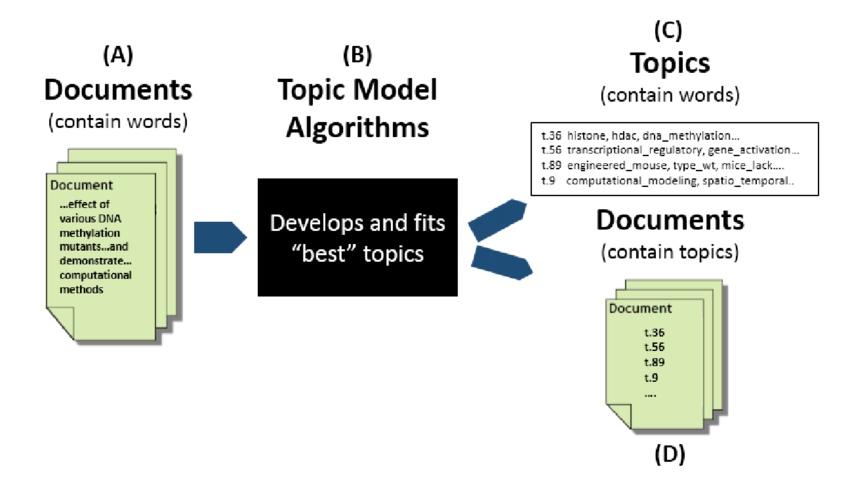 (A)
Documents
(contain words)
Document
...effect of
various DNA
methylation
mutants...and
demonstrate...
computational
methods
(B)
Topic Model
Algorithms
Develops and fits
“best” topics
(C)
Topics
(contain words)
t.36 histone, hdac, dna_methylation...
t.56 transcriptional_regulatory, gene_activation...
t.89 engineered_mouse, type_wt, mice_lack....
t.9 computational_modeling, spatio_temporal..
Documents
(contain topics)
Document
t.36
t.56
t.89
t.9
....
(D)